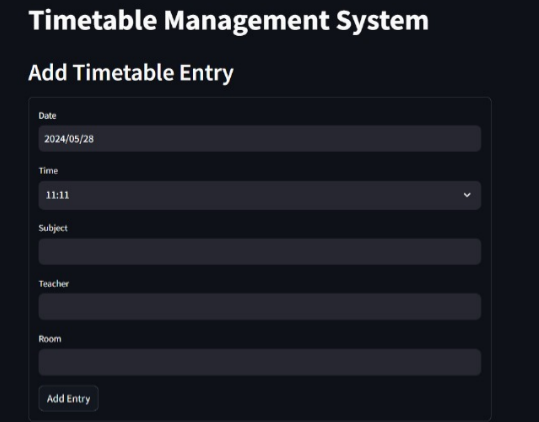 Timetable Management System
Add Timetable Entry
Date
2024/05/28
Time
11:11
Subject
Teacher
Room
Add Entry